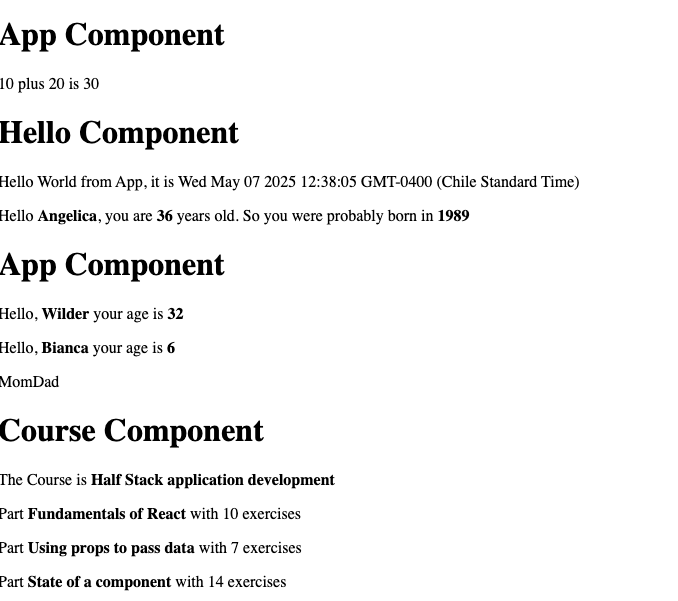 App Component
10 plus 20 is 30
Hello Component
Hello World from App, it is Wed May 07 2025 12:38:05 GMT-0400 (Chile Standard Time)
Hello Angelica, you are 36 years old. So you were probably born in 1989
App Component
Hello, Wilder your age is 32
Hello, Bianca your age is 6
MomDad
Course Component
The Course is Half Stack application development
Part Fundamentals of React with 10 exercises
Part Using props to pass data with 7 exercises
Part State of a component with 14 exercises